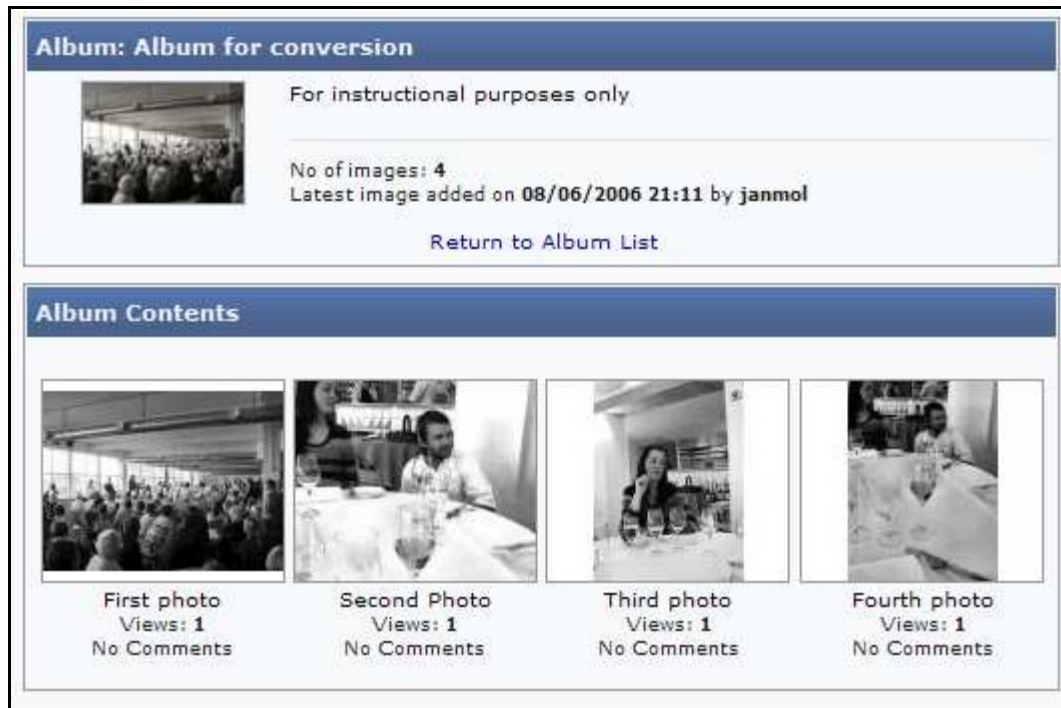 Album: Album for conversion
For instructional purposes only
No of images: 4
Latest image added on 08/06/2006 21:11 by janmol
Return to Album List
Album Contents
First photo
Views: 1
No Comments
Second Photo
Views: 1
No Comments
Third photo
Views: 1
No Comments
Fourth photo
Views: 1
No Comments